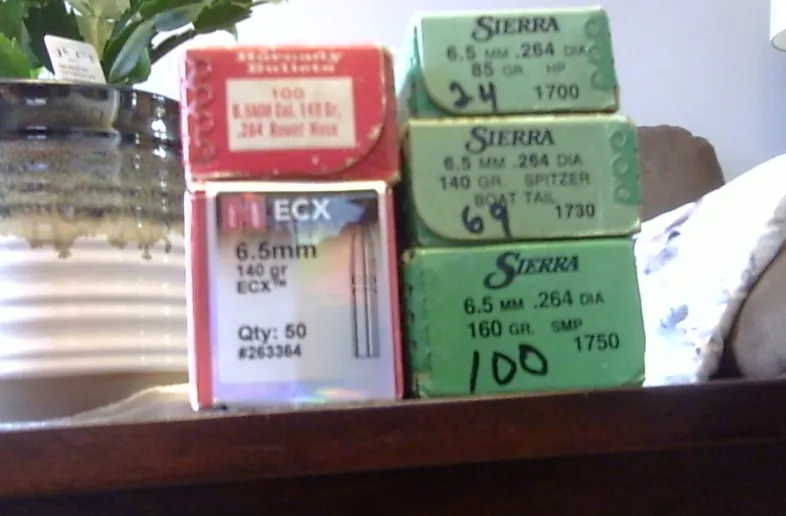 Hornady
Bullets
100
6.5MM Cal. 140 Gr.
.264 Round Nose
H ECX
6.5mm
140 gr
ECX™
Qty: 50
#263364
SIERRA
6.5 MM .264 DIA
85 GR. HP
24 1700
SIERRA
6.5 MM .264 DIA
140 GR. SPITZER
BOAT TAIL
69 1730
SIERRA
6.5 MM .264 DIA
160 GR. SMP
100 1750